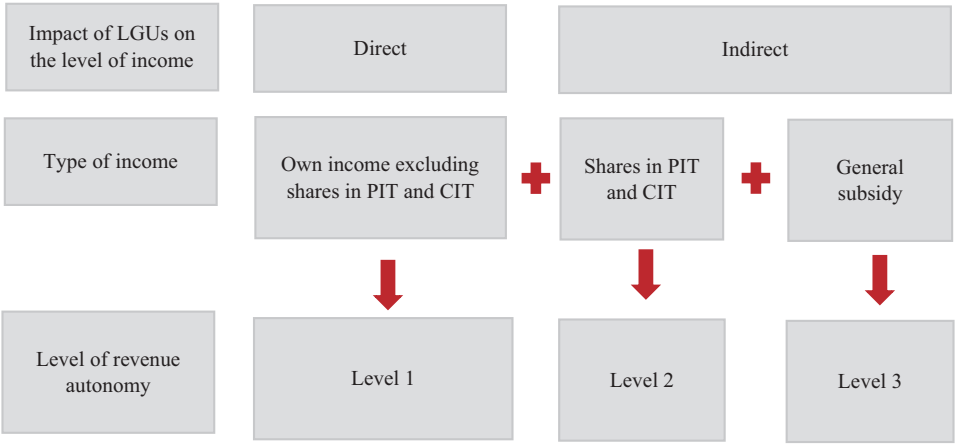 Impact of LGUs on
the level of income
Direct
Indirect
Type of income
Own income excluding
shares in PIT and CIT
Shares in PIT
and CIT
General
subsidy
Level of revenue
autonomy
Level 1
Level 2
Level 3